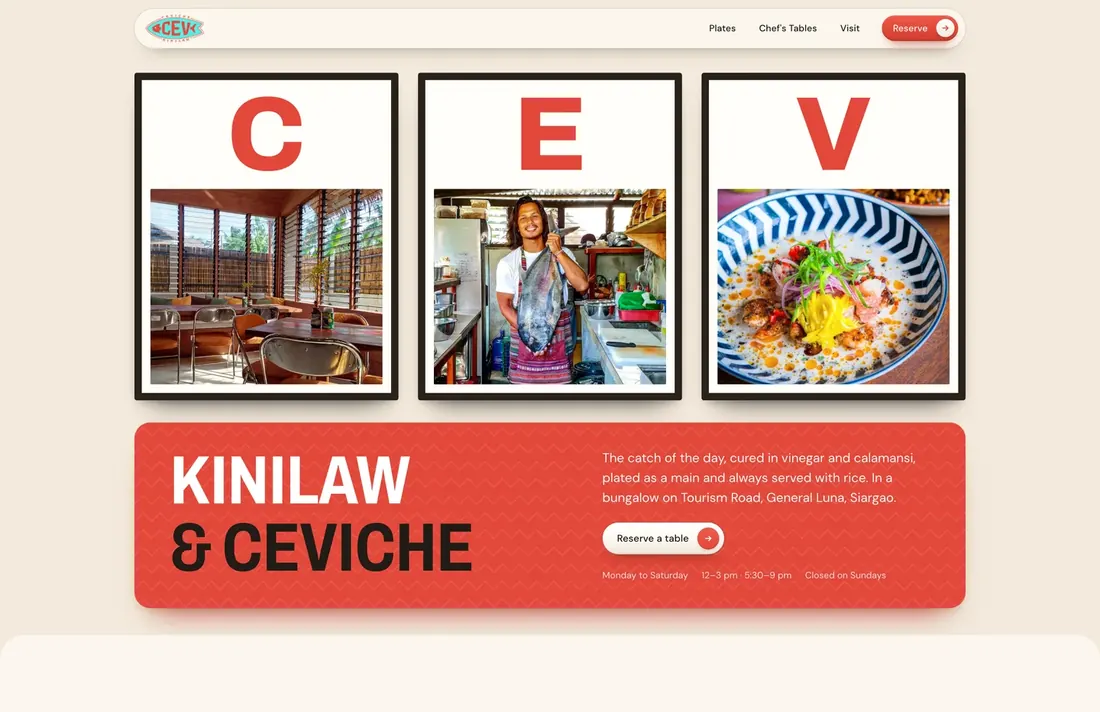 CEV
Plates
Chef's Tables
Visit
Reserve
C
E
V
KINILAW
& CEVICHE
The catch of the day, cured in vinegar and calamansi,
plated as a main and always served with rice. In a
bungalow on Tourism Road, General Luna, Siargao.
Reserve a table
Monday to Saturday 12–3 pm · 5:30–9 pm Closed on Sundays